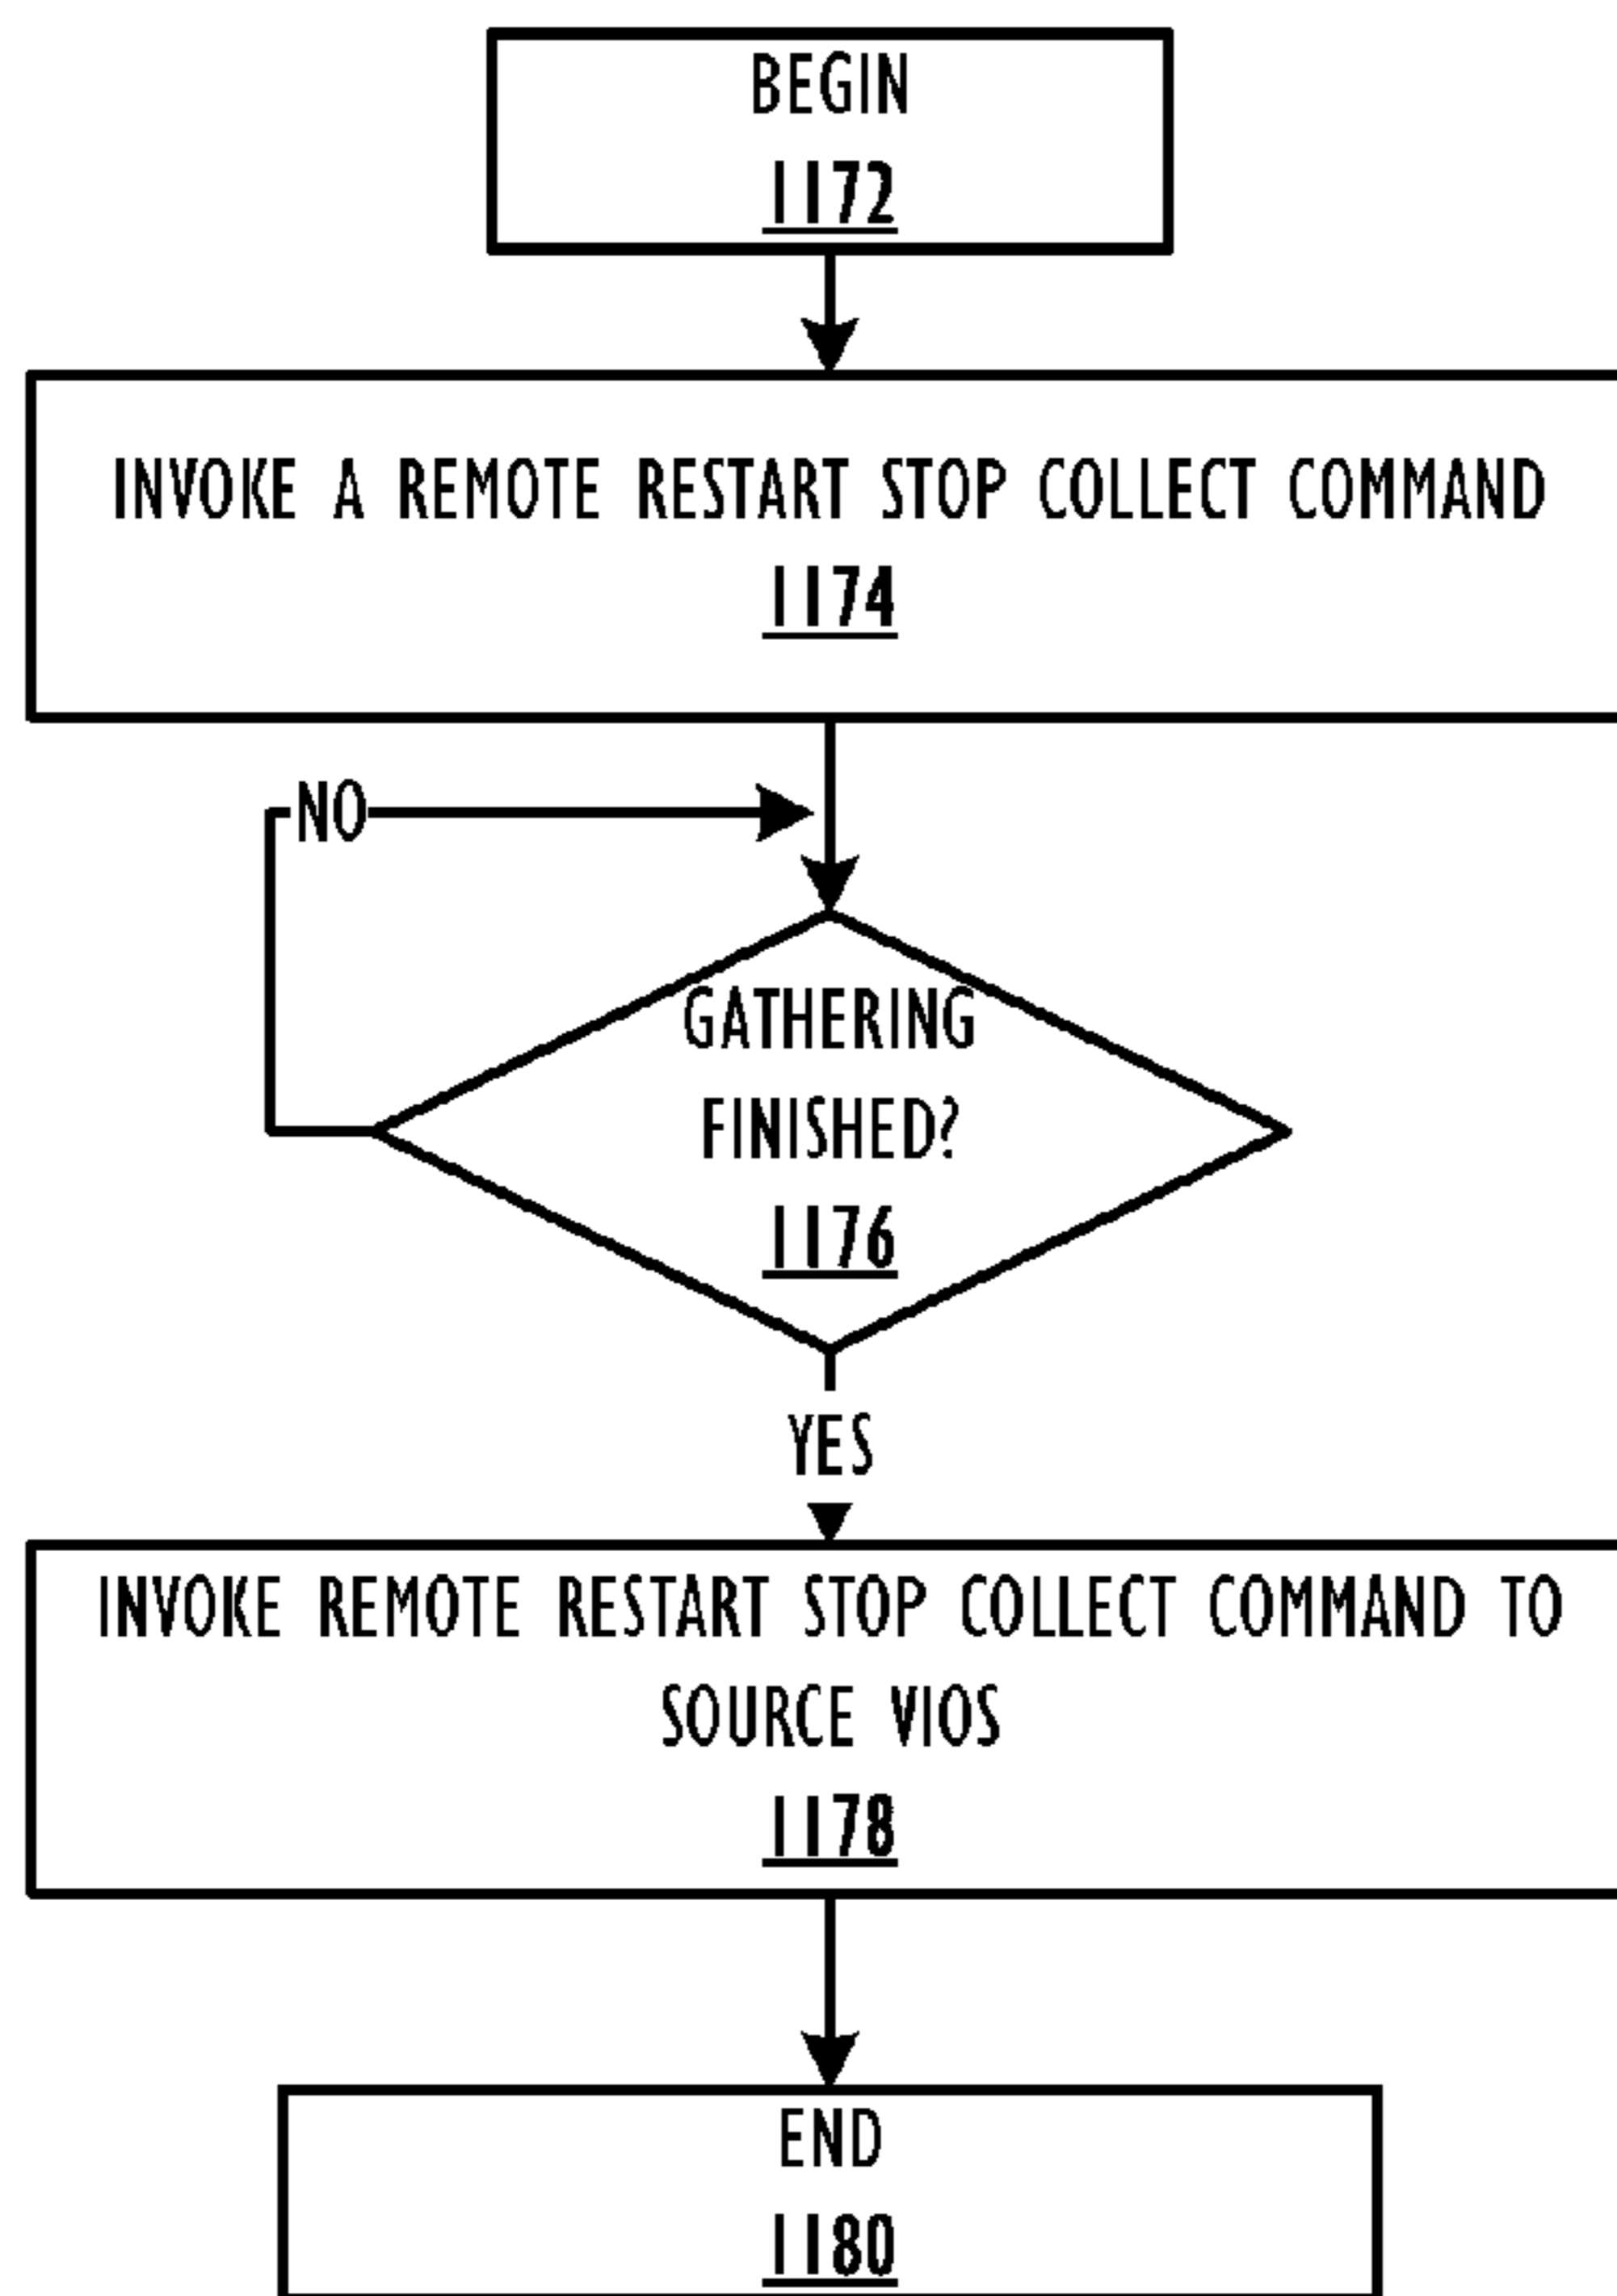 BEGIN
1172
INVOKE A REMOTE RESTART STOP COLLECT COMMAND
1174
NO
GATHERING
FINISHED?
1176
YES
INVOKE REMOTE RESTART STOP COLLECT COMMAND TO
SOURCE VIOS
1178
END
1180